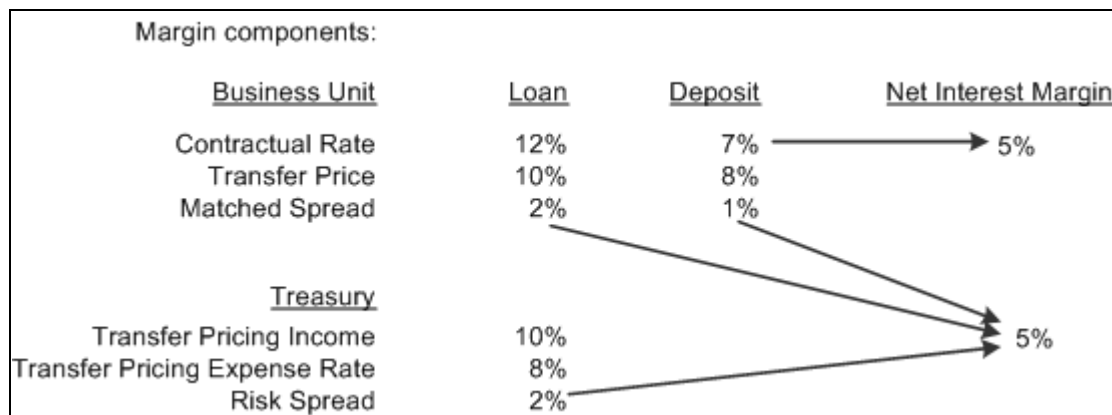 Margin components:
Business Unit Loan Deposit Net Interest Margin
Contractual Rate 12% 7% 5%
Transfer Price 10% 8%
Matched Spread 2% 1%
Treasury
Transfer Pricing Income 10% 5%
Transfer Pricing Expense Rate 8%
Risk Spread 2%